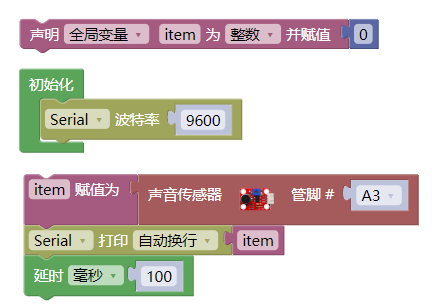 声明 全局变量 item 为 整数 并赋值 0
初始化
Serial 波特率 9600
item 赋值为 声音传感器 管脚 # A3
Serial 打印 自动换行 item
延时 毫秒 100